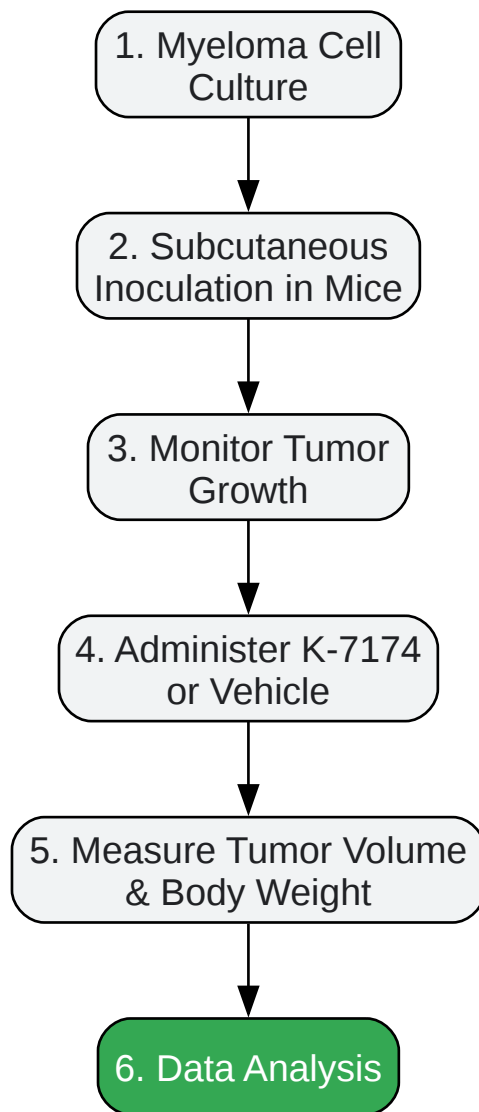 1. Myeloma Cell
Culture
2. Subcutaneous
Inoculation in Mice
3. Monitor Tumor
Growth
4. Administer K-7174
or Vehicle
5. Measure Tumor Volume
& Body Weight
6. Data Analysis